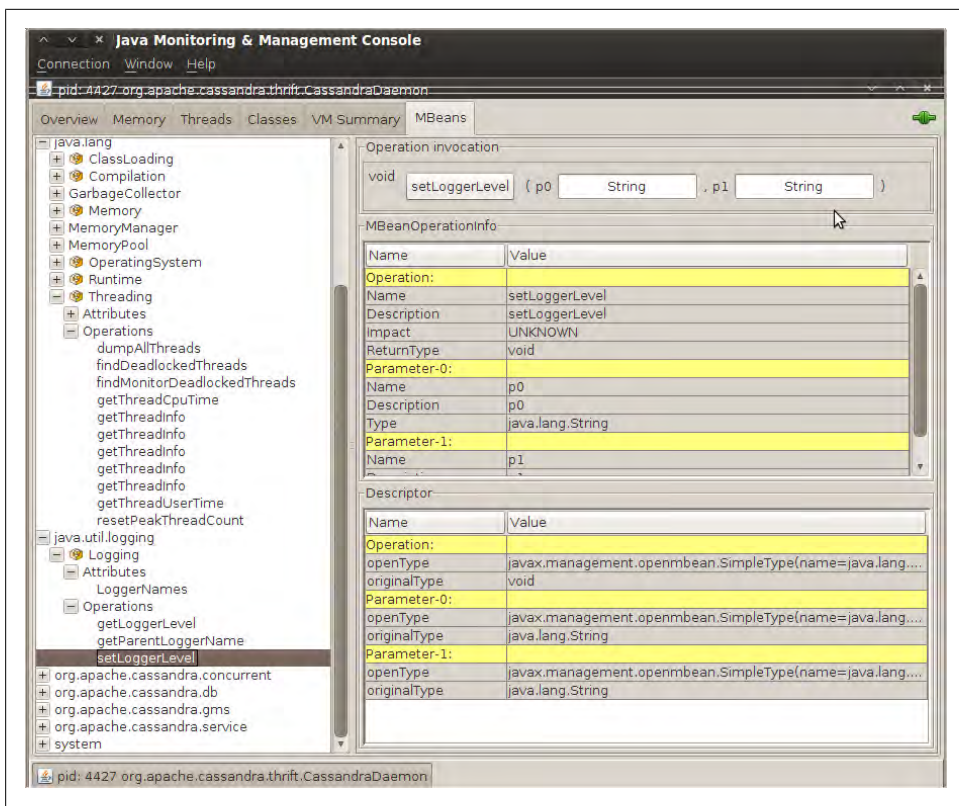 Java Monitoring & Management Console
Connection Window Help
pid: 4427 org.apache.cassandra.thrift.CassandraDaemon
Overview Memory Threads Classes VM Summary MBeans
java.lang
ClassLoading
Compilation
GarbageCollector
Memory
MemoryManager
MemoryPool
OperatingSystem
Runtime
Threading
Attributes
Operations
dumpAllThreads
findDeadlockedThreads
findMonitorDeadlockedThreads
getThreadCpuTime
getThreadInfo
getThreadInfo
getThreadInfo
getThreadInfo
getThreadInfo
getThreadUserTime
resetPeakThreadCount
java.util.logging
Logging
Attributes
LoggerNames
Operations
getLoggerLevel
getParentLoggerName
setLoggerLevel
org.apache.cassandra.concurrent
org.apache.cassandra.db
org.apache.cassandra.gms
org.apache.cassandra.service
system
Operation invocation
void setLoggerLevel ( p0 String , p1 String )
MBeanOperationInfo
Name Value
Operation:
Name setLoggerLevel
Description setLoggerLevel
Impact UNKNOWN
ReturnType void
Parameter-0:
Name p0
Description p0
Type java.lang.String
Parameter-1:
Name p1
Descriptor
Name Value
Operation:
openType javax.management.openmbean.SimpleType(name=java.lang....
originalType void
Parameter-0:
openType javax.management.openmbean.SimpleType(name=java.lang....
originalType java.lang.String
Parameter-1:
openType javax.management.openmbean.SimpleType(name=java.lang....
originalType java.lang.String
pid: 4427 org.apache.cassandra.thrift.CassandraDaemon